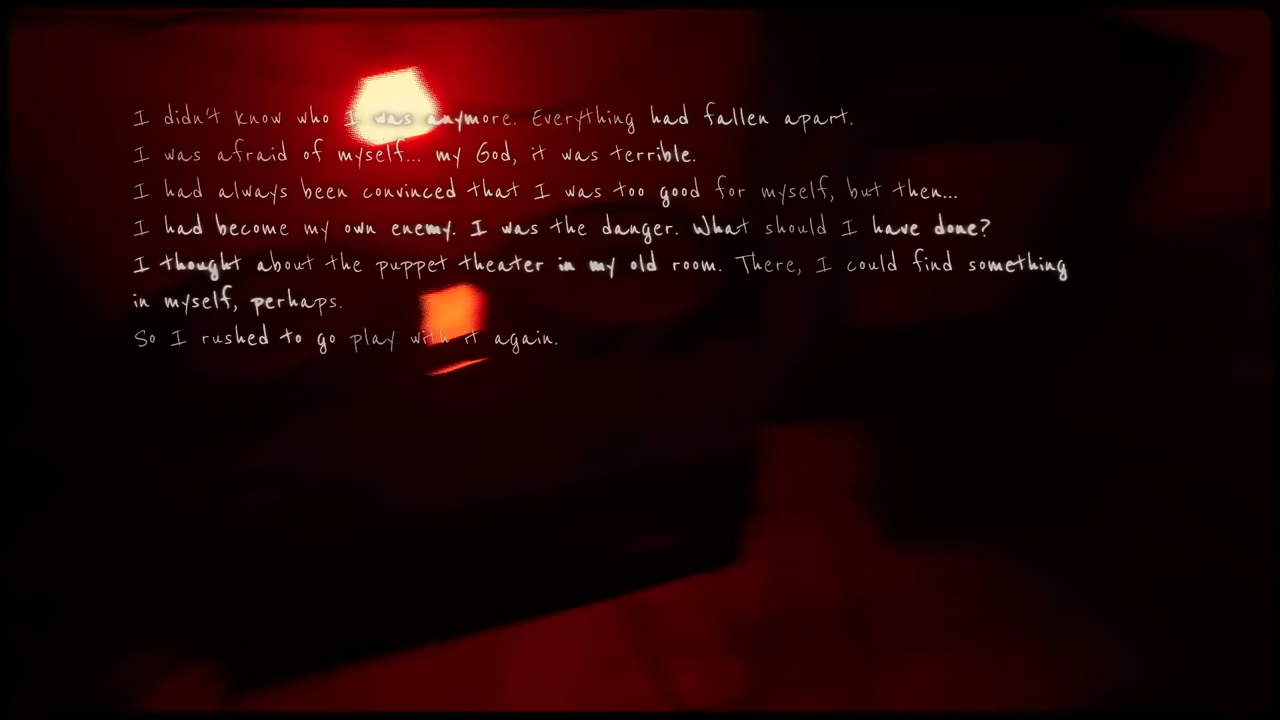 I didn't know who I was anymore. Everything had fallen apart.
I was afraid of myself... my God, it was terrible.
I had always been convinced that I was too good for myself, but then...
I had become my own enemy. I was the danger. What should I have done?
I thought about the puppet theater in my old room. There, I could find something
in myself, perhaps.
So I rushed to go play with it again.